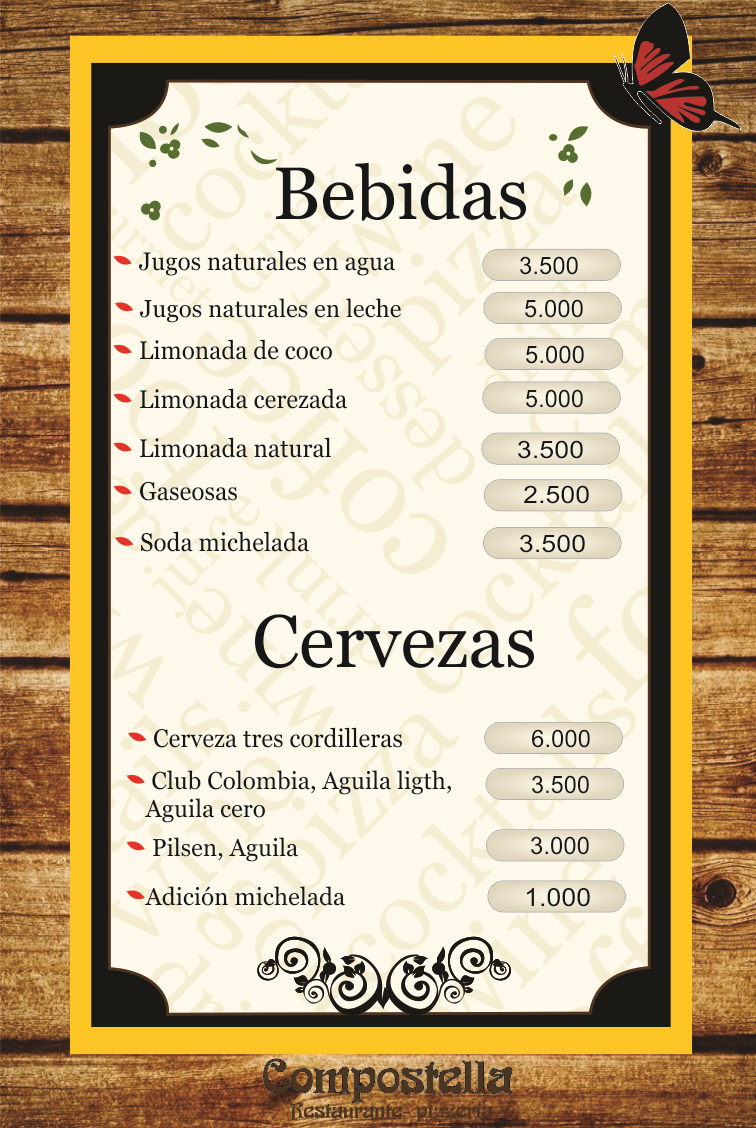 Bebidas
Jugos naturales en agua 3.500
Jugos naturales en leche 5.000
Limonada de coco 5.000
Limonada cerezada 5.000
Limonada natural 3.500
Gaseosas 2.500
Soda michelada 3.500
Cervezas
Cerveza tres cordilleras 6.000
Club Colombia, Aguila ligth, 3.500
Aguila cero
Pilsen, Aguila 3.000
Adición michelada 1.000
Compostella
Restaurante pizzeria